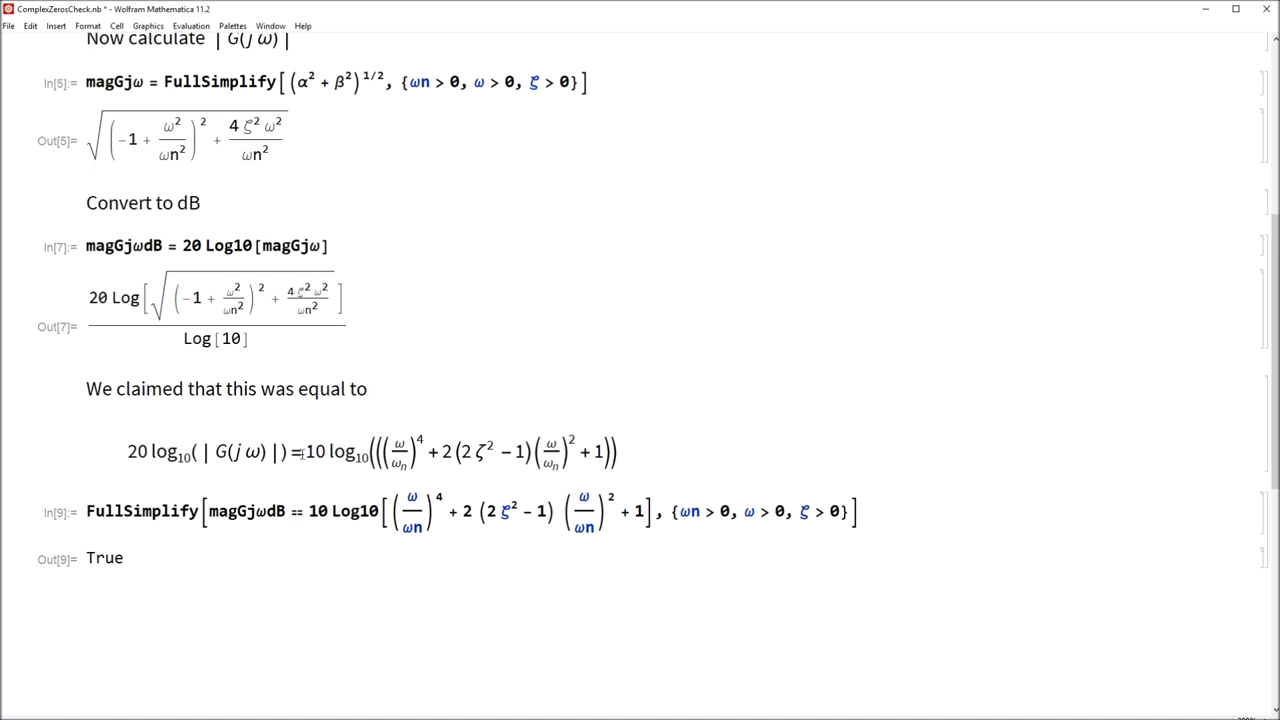 ComplexZerosCheck.nb * - Wolfram Mathematica 11.2
File Edit Insert Format Cell Graphics Evaluation Palettes Window Help
Now calculate | G(j ω) |
In[5]:= magGjω = FullSimplify[(α² + β²)^1/2, {ωn > 0, ω > 0, ζ > 0}]
Out[5]= √((-1 + ω²/ωn²)² + 4 ζ² ω²/ωn²)
Convert to dB
In[7]:= magGjωdB = 20 Log10[magGjω]
Out[7]= 20 Log[√((-1 + ω²/ωn²)² + 4 ζ² ω²/ωn²)] / Log[10]
We claimed that this was equal to
20 log₁₀(| G(j ω) |) = 10 log₁₀(((ω/ωₙ)⁴ + 2 (2 ζ² - 1) (ω/ωₙ)² + 1))
In[9]:= FullSimplify[magGjωdB == 10 Log10[(ω/ωn)⁴ + 2 (2 ζ² - 1) (ω/ωn)² + 1], {ωn > 0, ω > 0, ζ > 0}]
Out[9]= True